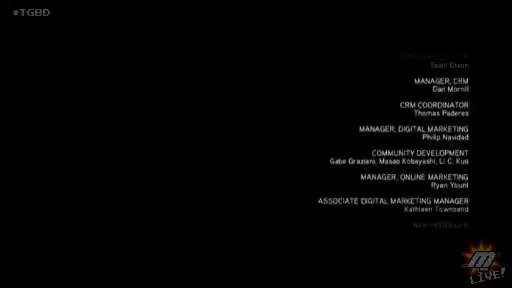 #TGBD
Scott Dixon
MANAGER, CRM
Dan Morrill
CRM COORDINATOR
Thomas Paderes
MANAGER, DIGITAL MARKETING
Philip Navidad
COMMUNITY DEVELOPMENT
Gabe Graziani, Masao Kobayashi, Li C. Kuo
MANAGER, ONLINE MARKETING
Ryan Yount
ASSOCIATE DIGITAL MARKETING MANAGER
Kathleen Townsend
LIVE!